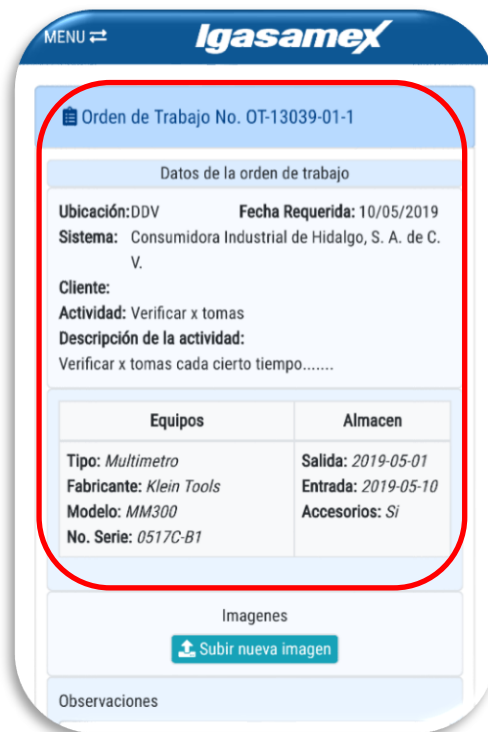 MENU ⇄ Igasamex
Orden de Trabajo No. OT-13039-01-1
Datos de la orden de trabajo
Ubicación: DDV Fecha Requerida: 10/05/2019
Sistema: Consumidora Industrial de Hidalgo, S. A. de C.
V.
Cliente:
Actividad: Verificar x tomas
Descripción de la actividad:
Verificar x tomas cada cierto tiempo.......
Equipos Almacen
Tipo: Multimetro Salida: 2019-05-01
Fabricante: Klein Tools Entrada: 2019-05-10
Modelo: MM300 Accesorios: Si
No. Serie: 0517C-B1
Imagenes
Subir nueva imagen
Observaciones